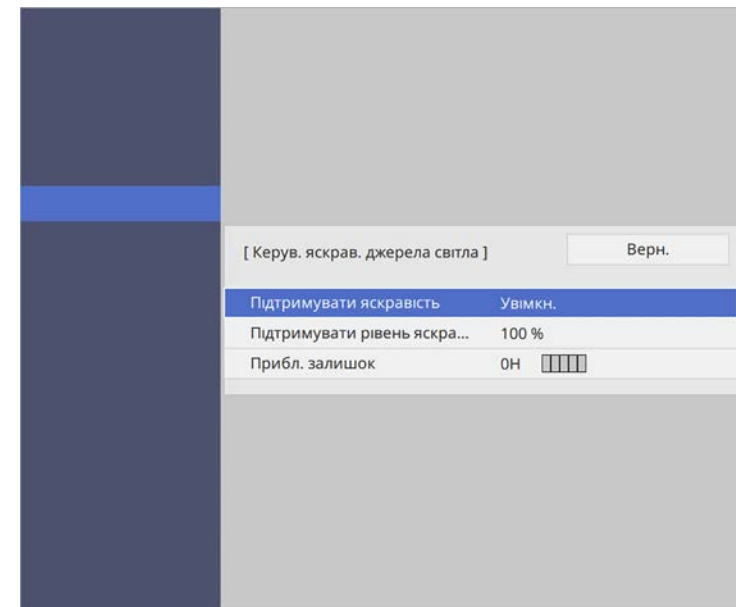 [ Керув. яскрав. джерела світла ] Верн.
Підтримувати яскравість Увімкн.
Підтримувати рівень яскра... 100 %
Прибл. залишок 0H